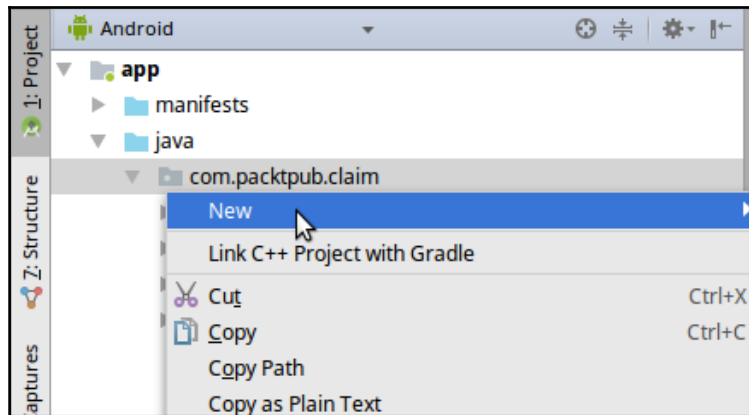 Android
1: Project
app
manifests
java
com.packtpub.claim
New
Link C++ Project with Gradle
7: Structure
Cut Ctrl+X
Copy Ctrl+C
Copy Path
Copy as Plain Text